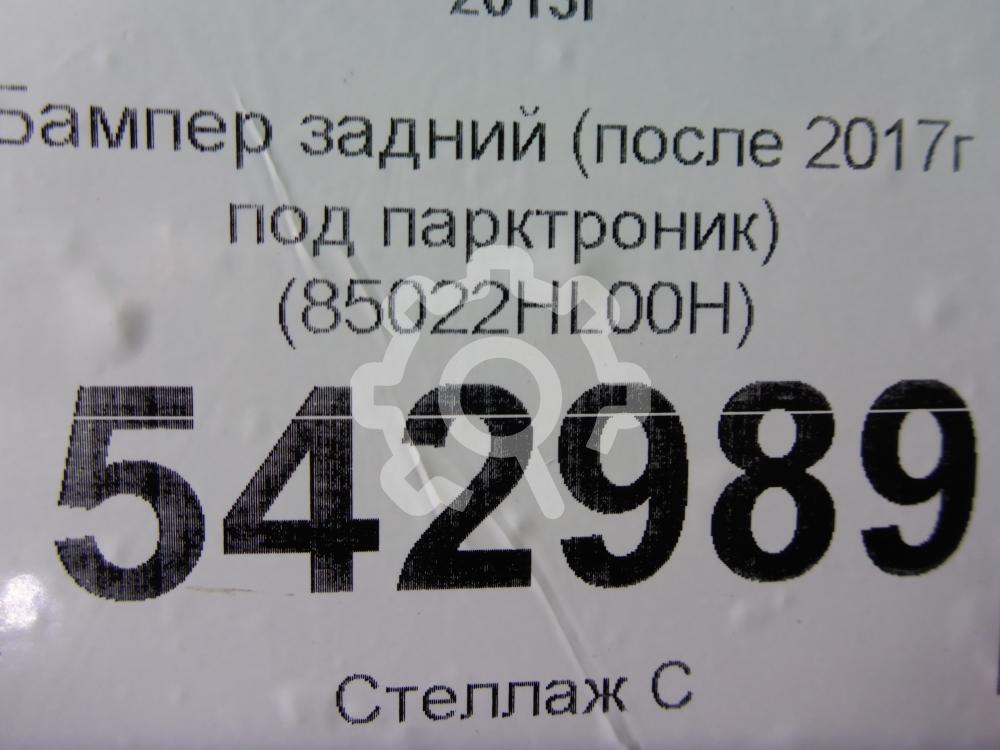 Бампер задний (после 2017г
под парктроник)
(85022HL00H)
542989
Стеллаж С